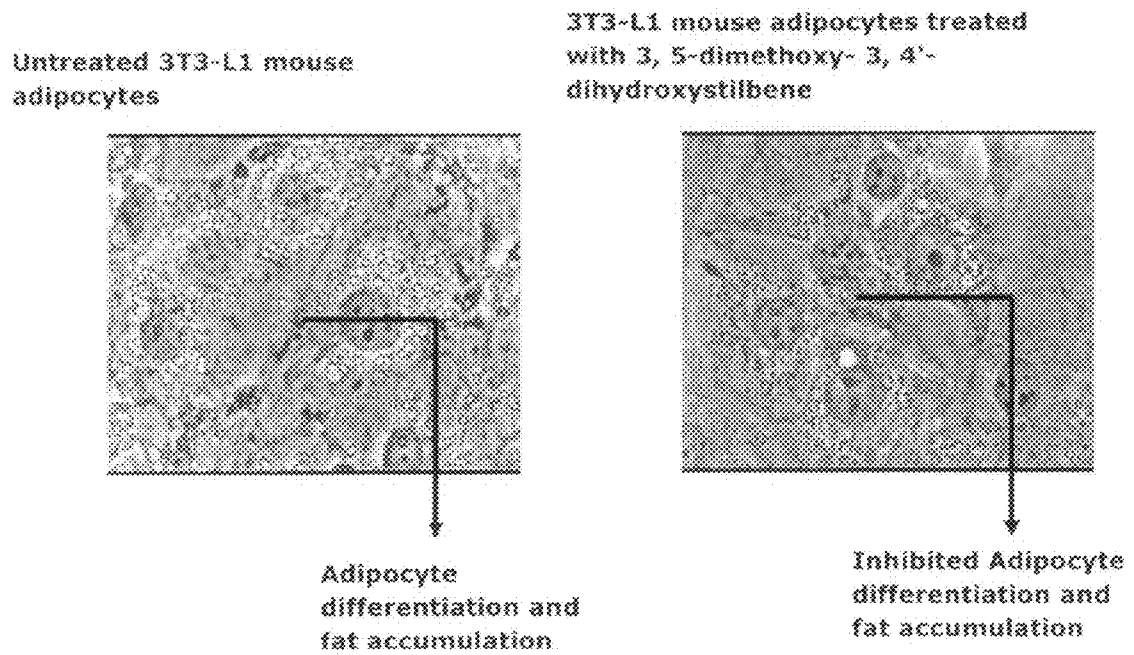 Untreated 3T3-L1 mouse
adipocytes
3T3-L1 mouse adipocytes treated
with 3, 5-dimethoxy- 3, 4'-
dihydroxystilbene
Adipocyte
differentiation and
fat accumulation
Inhibited Adipocyte
differentiation and
fat accumulation